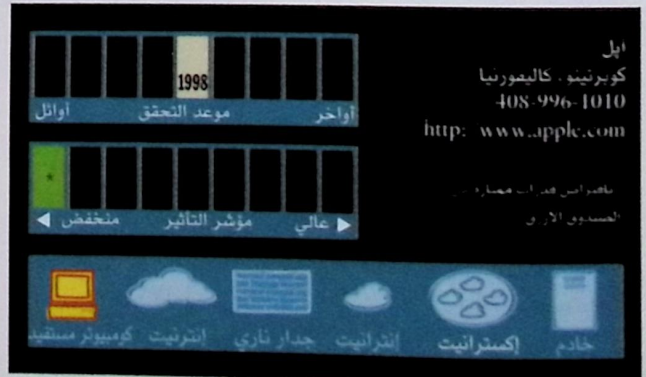 ابل
كوبرتينو، كاليفورنيا
408-996-1010
http: www.apple.com
الصندوق
1998
أوائل موعد التحقق أواخر
*
منخفض مؤشر التأثير عالي
خادم إكسترانيت إنترانيت جدار ناري إنترنيت كومبيوتر مستفيد